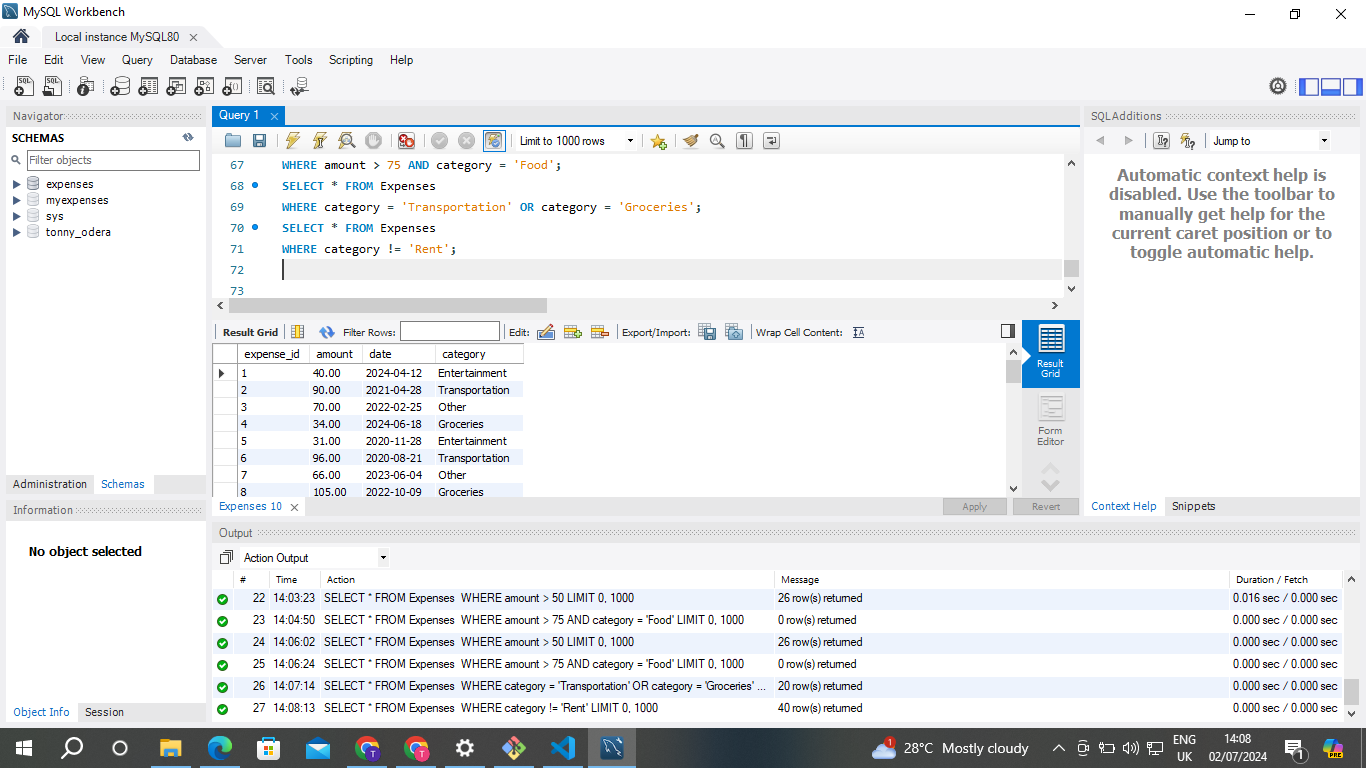 MySQL Workbench
Local instance MySQL80
File Edit View Query Database Server Tools Scripting Help
Navigator
SCHEMAS
Filter objects
expenses
myexpenses
sys
tonny_odera
Administration Schemas
Information
No object selected
Object Info Session
Query 1
Limit to 1000 rows
67 WHERE amount > 75 AND category = 'Food';
68 SELECT * FROM Expenses
69 WHERE category = 'Transportation' OR category = 'Groceries';
70 SELECT * FROM Expenses
71 WHERE category != 'Rent';
72
73
Result Grid Filter Rows: Edit: Export/Import: Wrap Cell Content:
expense_id amount date category
1 40.00 2024-04-12 Entertainment
2 90.00 2021-04-28 Transportation
3 70.00 2022-02-25 Other
4 34.00 2024-06-18 Groceries
5 31.00 2020-11-28 Entertainment
6 96.00 2020-08-21 Transportation
7 66.00 2023-06-04 Other
8 105.00 2022-10-09 Groceries
Result
Grid
Form
Editor
Expenses 10
Apply Revert
SQLAdditions
Jump to
Automatic context help is
disabled. Use the toolbar to
manually get help for the
current caret position or to
toggle automatic help.
Context Help Snippets
Output
Action Output
# Time Action Message Duration / Fetch
22 14:03:23 SELECT * FROM Expenses WHERE amount > 50 LIMIT 0, 1000 26 row(s) returned 0.016 sec / 0.000 sec
23 14:04:50 SELECT * FROM Expenses WHERE amount > 75 AND category = 'Food' LIMIT 0, 1000 0 row(s) returned 0.000 sec / 0.000 sec
24 14:06:02 SELECT * FROM Expenses WHERE amount > 50 LIMIT 0, 1000 26 row(s) returned 0.000 sec / 0.000 sec
25 14:06:24 SELECT * FROM Expenses WHERE amount > 75 AND category = 'Food' LIMIT 0, 1000 0 row(s) returned 0.000 sec / 0.000 sec
26 14:07:14 SELECT * FROM Expenses WHERE category = 'Transportation' OR category = 'Groceries' ... 20 row(s) returned 0.000 sec / 0.000 sec
27 14:08:13 SELECT * FROM Expenses WHERE category != 'Rent' LIMIT 0, 1000 40 row(s) returned 0.000 sec / 0.000 sec
28°C Mostly cloudy
ENG
UK
14:08
02/07/2024